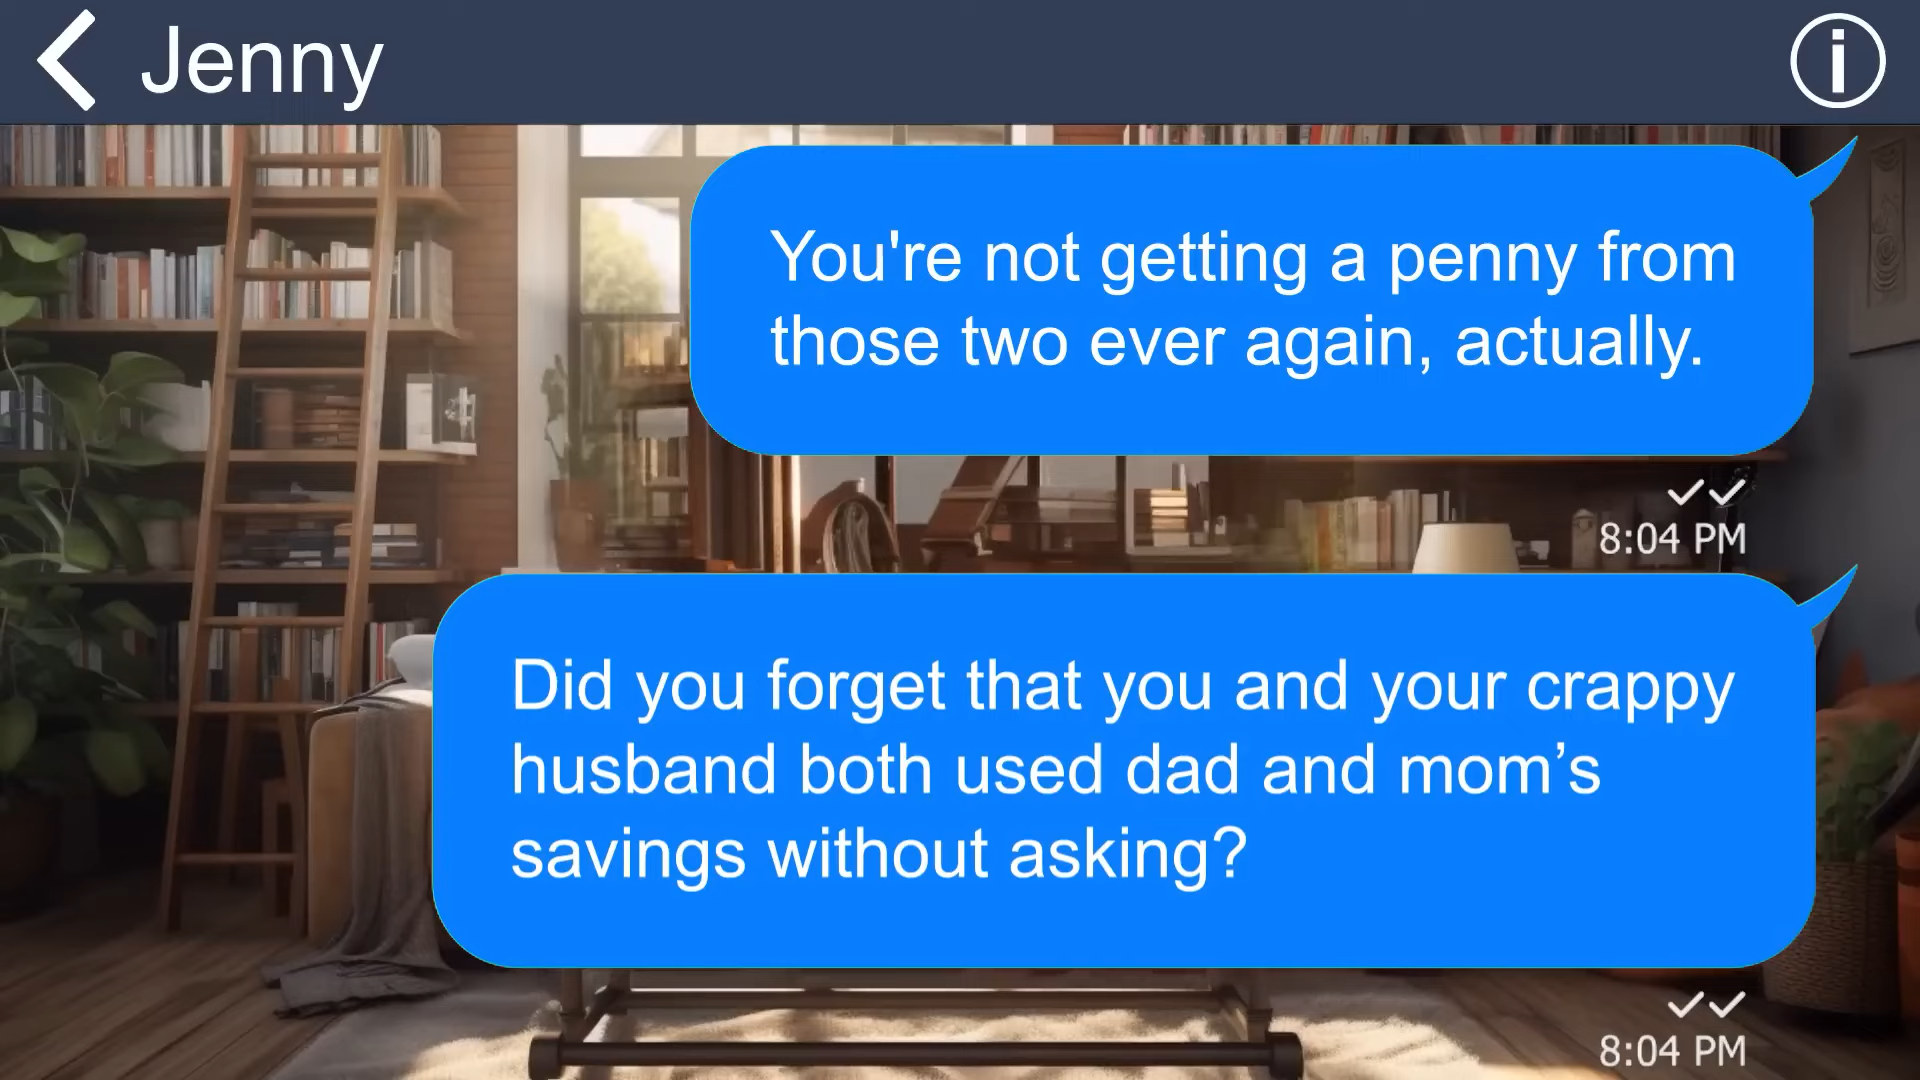 Jenny
You're not getting a penny from
those two ever again, actually.
8:04 PM
Did you forget that you and your crappy
husband both used dad and mom’s
savings without asking?
8:04 PM